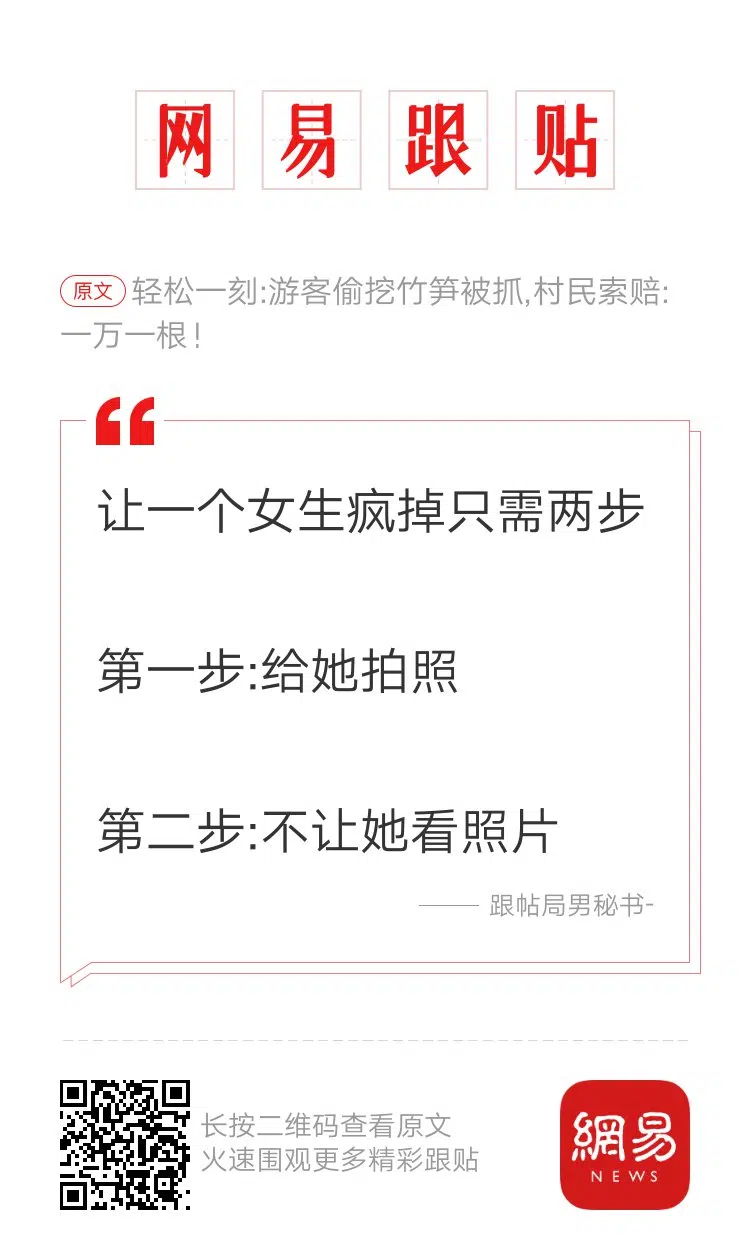 网易跟贴
原文 轻松一刻:游客偷挖竹笋被抓,村民索赔:
一万一根!
让一个女生疯掉只需两步
第一步:给她拍照
第二步:不让她看照片
—— 跟帖局男秘书-
长按二维码查看原文
火速围观更多精彩跟贴
網易
NEWS